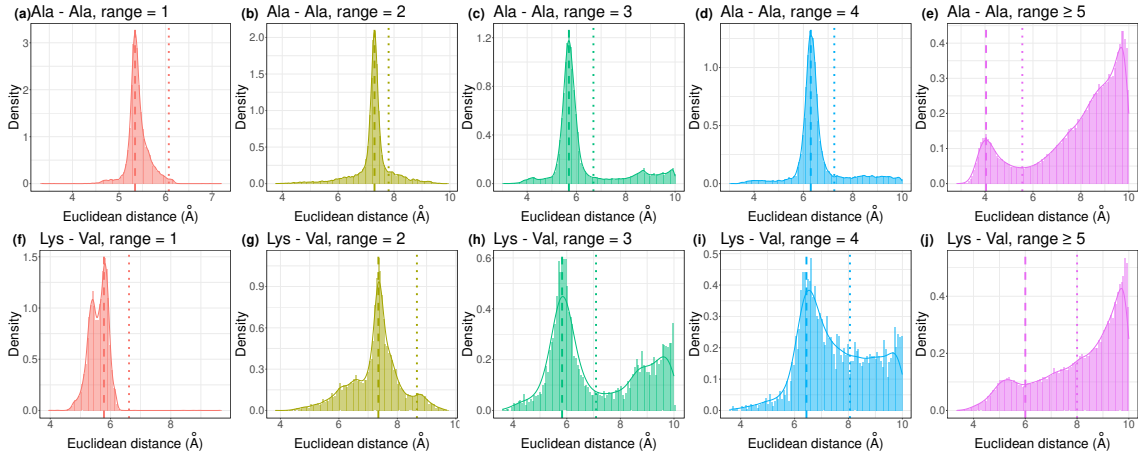 (a) Ala - Ala, range = 1
Density
3
2
1
0
3 4 5 6 7
Euclidean distance (Å)
(b) Ala - Ala, range = 2
Density
2.0
1.5
1.0
0.5
0.0
4 6 8 10
Euclidean distance (Å)
(c) Ala - Ala, range = 3
Density
1.2
0.8
0.4
0.0
4 6 8 10
Euclidean distance (Å)
(d) Ala - Ala, range = 4
Density
1.0
0.5
0.0
4 6 8 10
Euclidean distance (Å)
(e) Ala - Ala, range ≥ 5
Density
0.4
0.3
0.2
0.1
0.0
4 6 8 10
Euclidean distance (Å)
(f) Lys - Val, range = 1
Density
1.5
1.0
0.5
0.0
4 6 8
Euclidean distance (Å)
(g) Lys - Val, range = 2
Density
1.2
0.9
0.6
0.3
0.0
4 6 8 10
Euclidean distance (Å)
(h) Lys - Val, range = 3
Density
0.6
0.4
0.2
0.0
4 6 8 10
Euclidean distance (Å)
(i) Lys - Val, range = 4
Density
0.5
0.4
0.3
0.2
0.1
0.0
4 6 8 10
Euclidean distance (Å)
(j) Lys - Val, range ≥ 5
Density
0.4
0.2
0.0
4 6 8 10
Euclidean distance (Å)